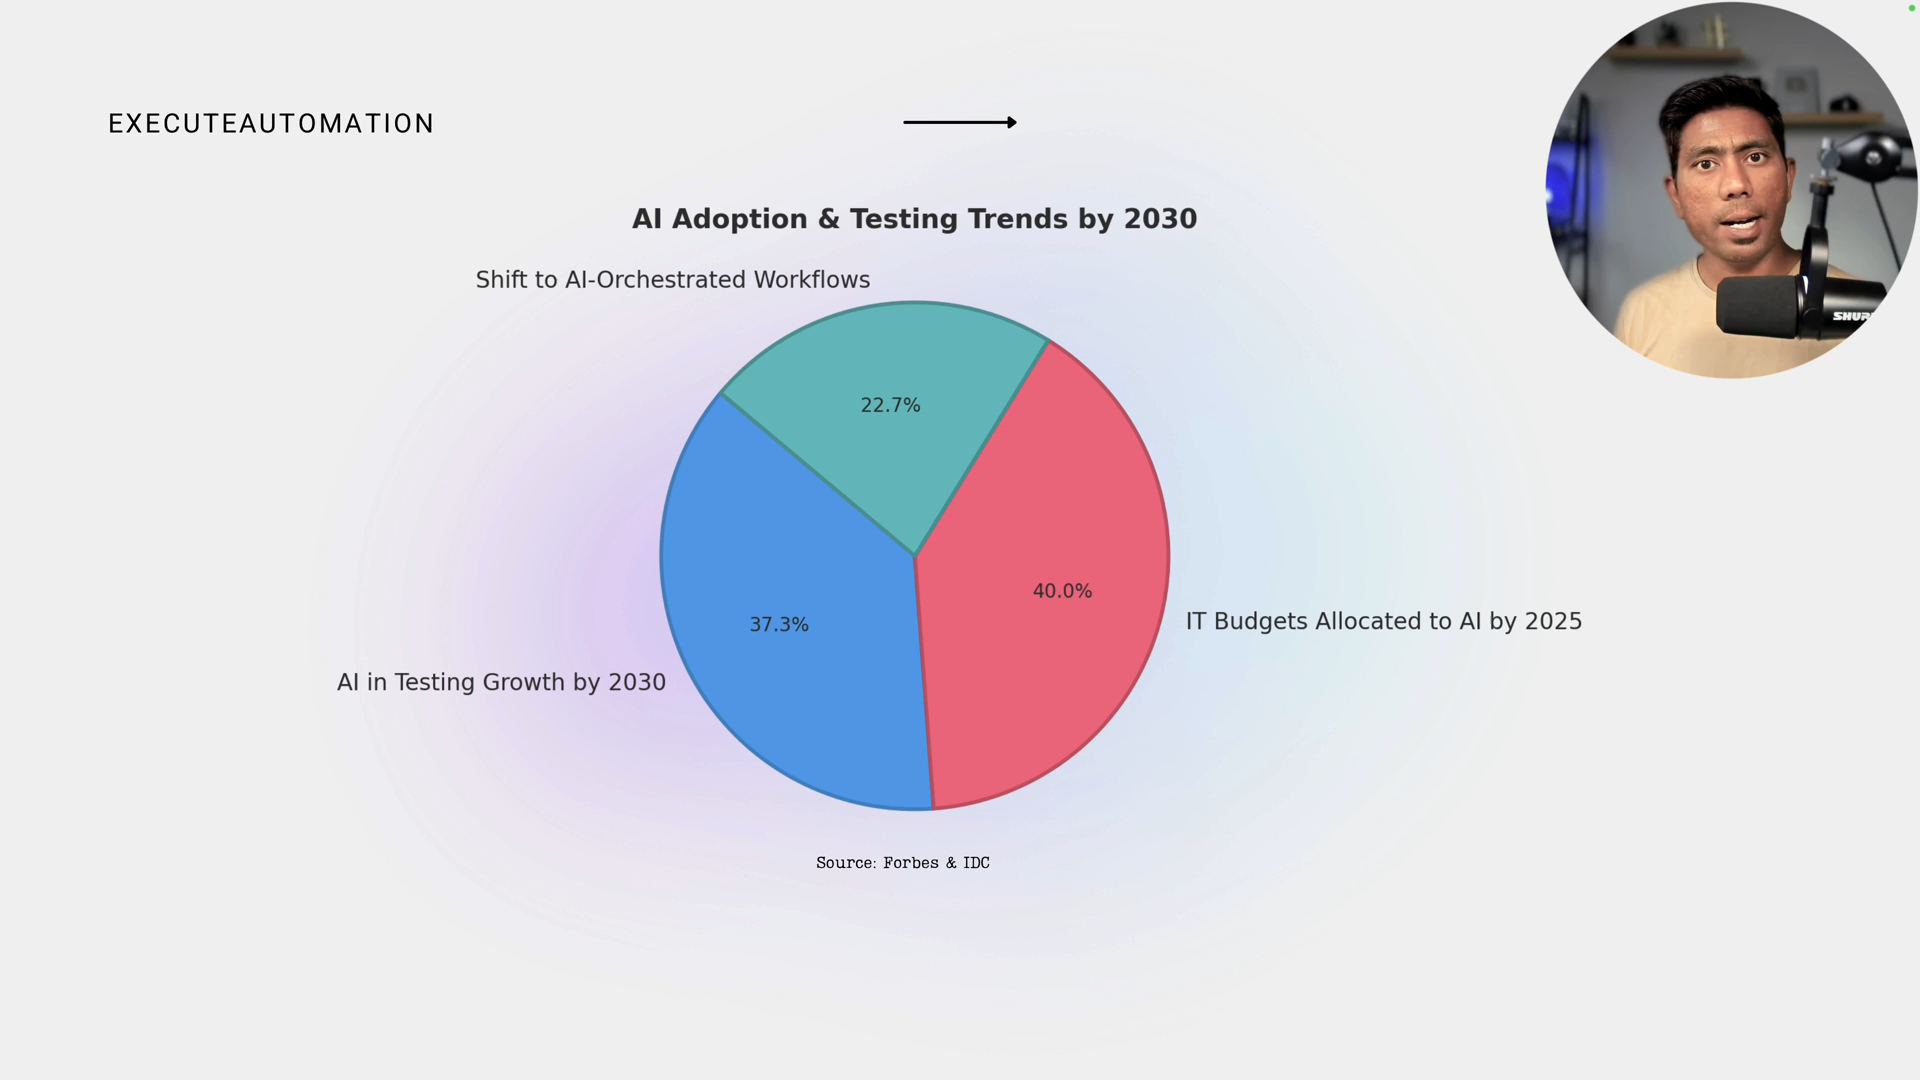 EXECUTEAUTOMATION
AI Adoption & Testing Trends by 2030
Shift to AI-Orchestrated Workflows
22.7%
40.0%
37.3%
IT Budgets Allocated to AI by 2025
AI in Testing Growth by 2030
Source: Forbes & IDC